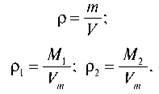 ρ = m/V;
ρ₁ = M₁/Vₘ; ρ₂ = M₂/Vₘ.